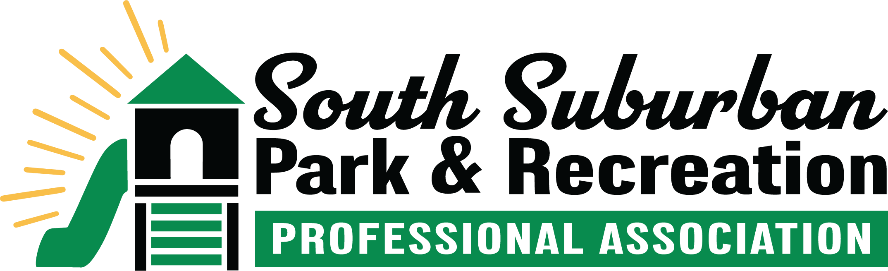 South Suburban
Park & Recreation
PROFESSIONAL ASSOCIATION